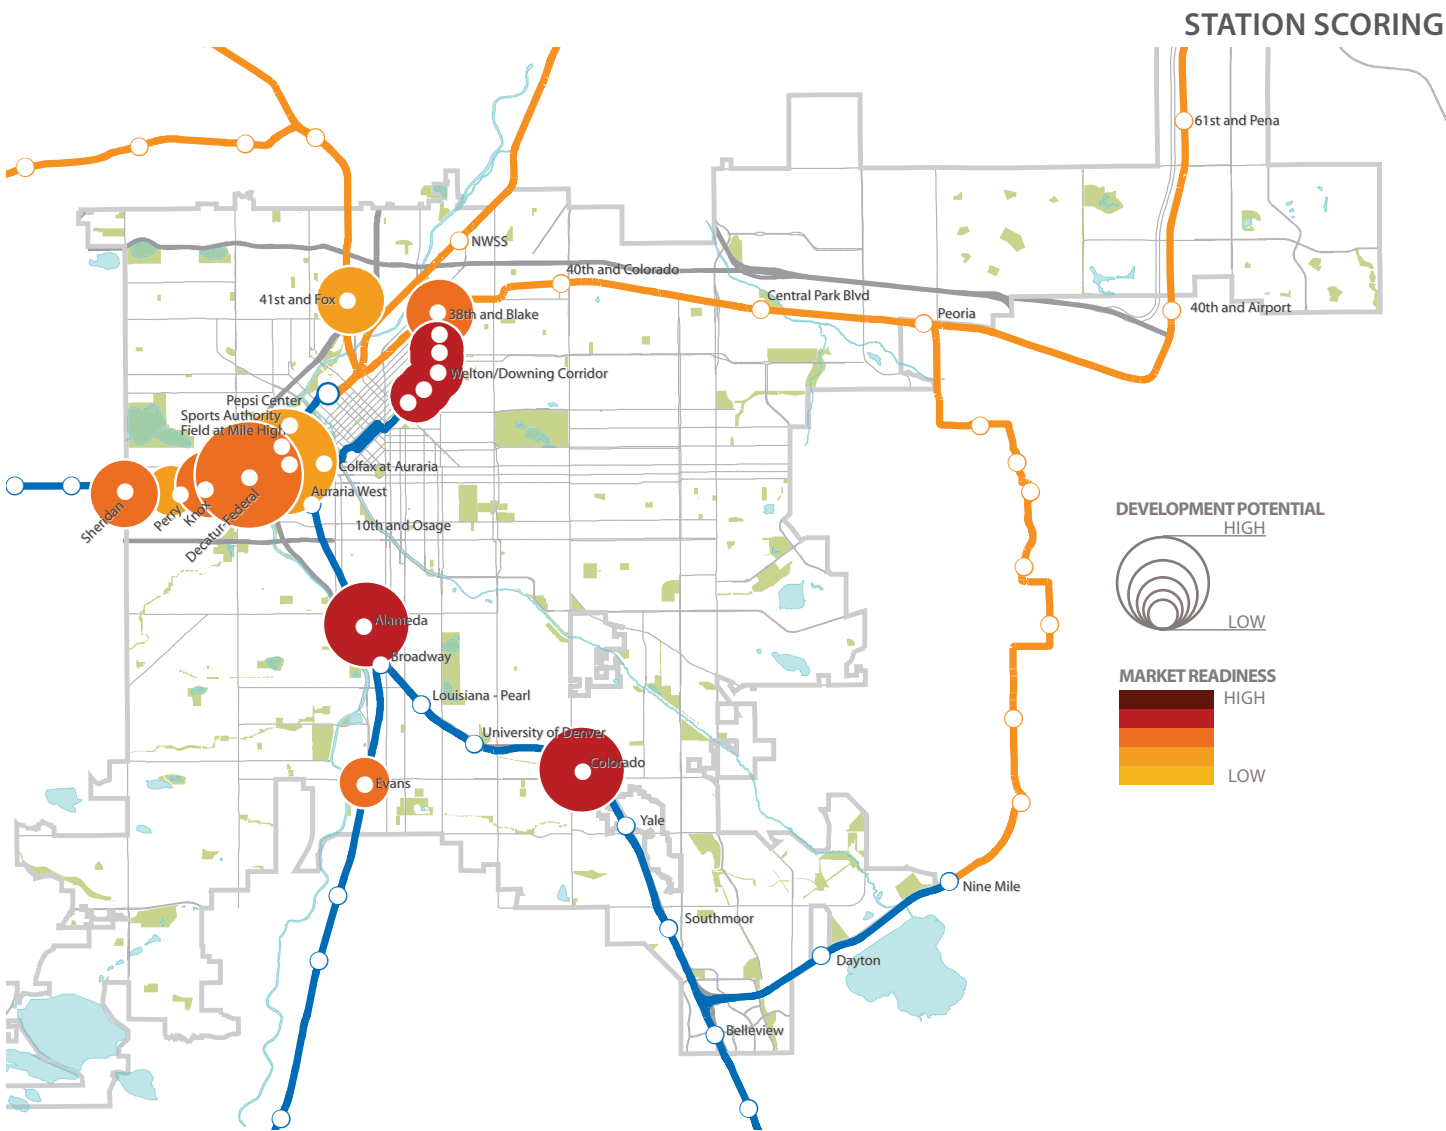 STATION SCORING
61st and Pena
NWSS
40th and Colorado
41st and Fox
Central Park Blvd
40th and Airport
38th and Blake
Peoria
Welton/Downing Corridor
Pepsi Center
Sports Authority
Field at Mile High
Colfax at Auraria
Auraria West
Sheridan
Perry
Knox
Decatur-Federal
10th and Osage
DEVELOPMENT POTENTIAL
HIGH
LOW
Alameda
Broadway
MARKET READINESS
HIGH
LOW
Louisiana - Pearl
University of Denver
Colorado
Evans
Yale
Nine Mile
Southmoor
Dayton
Belleview